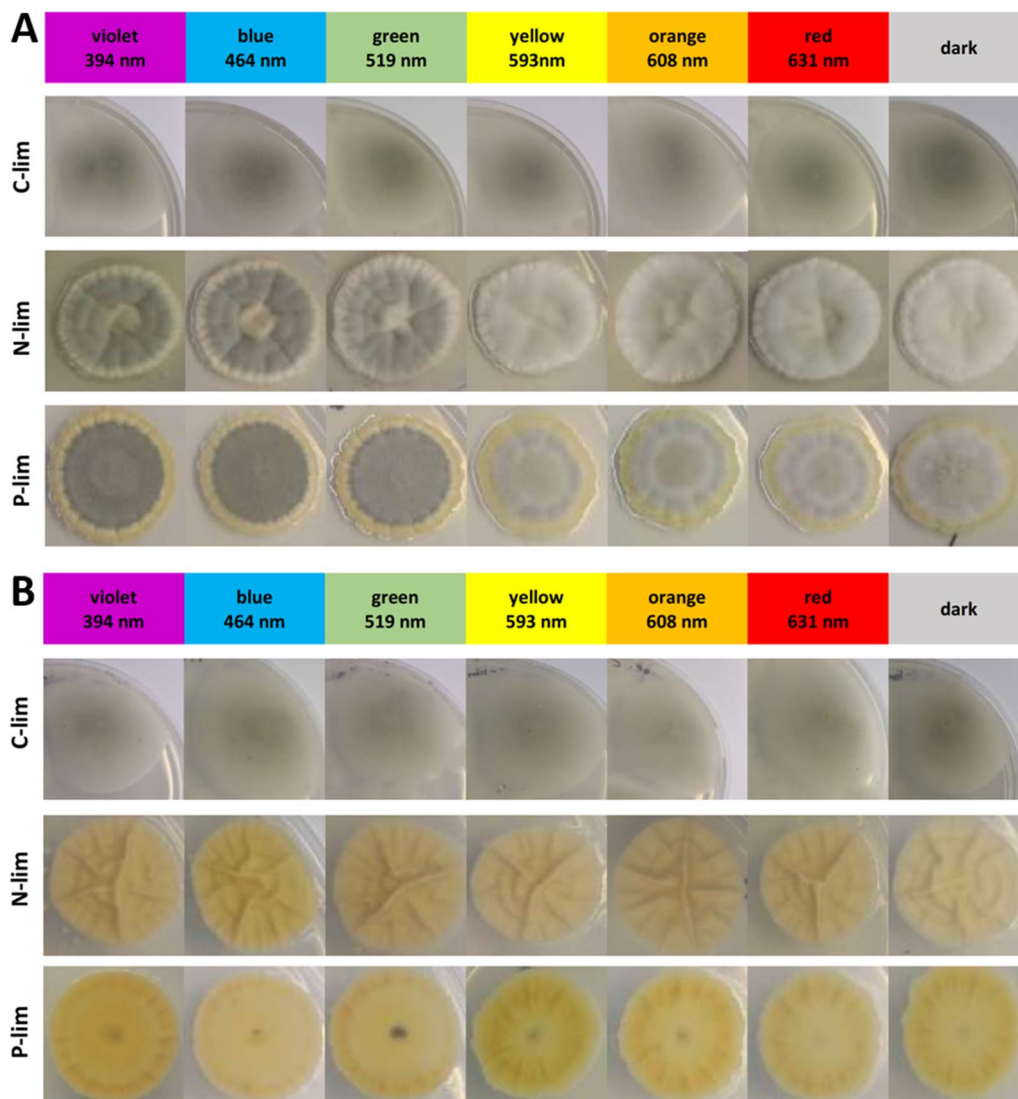 A
violet
394 nm
blue
464 nm
green
519 nm
yellow
593nm
orange
608 nm
red
631 nm
dark
C-lim
N-lim
P-lim
B
violet
394 nm
blue
464 nm
green
519 nm
yellow
593 nm
orange
608 nm
red
631 nm
dark
C-lim
N-lim
P-lim